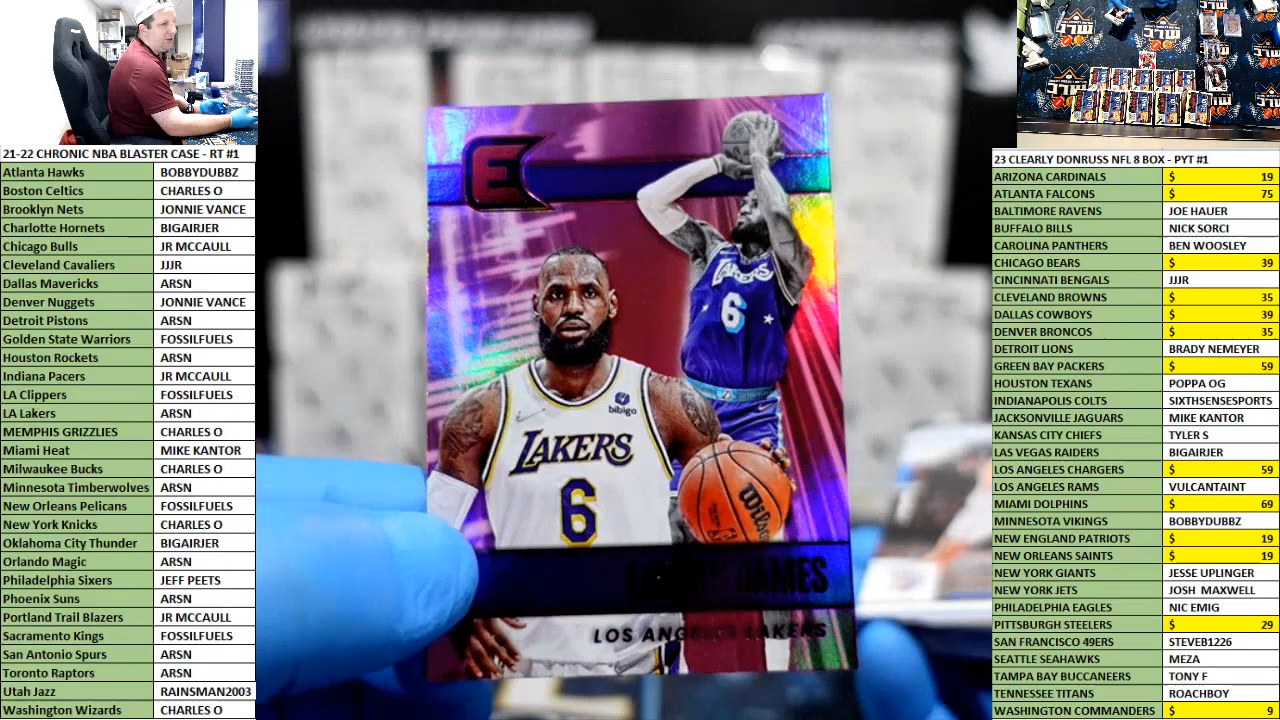 21-22 CHRONIC NBA BLASTER CASE - RT #1
Atlanta Hawks BOBBYDUBBZ
Boston Celtics CHARLES O
Brooklyn Nets JONNIE VANCE
Charlotte Hornets BIGAIRJER
Chicago Bulls JR MCCAULL
Cleveland Cavaliers JJJR
Dallas Mavericks ARSN
Denver Nuggets JONNIE VANCE
Detroit Pistons ARSN
Golden State Warriors FOSSILFUELS
Houston Rockets ARSN
Indiana Pacers JR MCCAULL
LA Clippers FOSSILFUELS
LA Lakers ARSN
MEMPHIS GRIZZLIES CHARLES O
Miami Heat MIKE KANTOR
Milwaukee Bucks CHARLES O
Minnesota Timberwolves ARSN
New Orleans Pelicans FOSSILFUELS
New York Knicks CHARLES O
Oklahoma City Thunder BIGAIRJER
Orlando Magic ARSN
Philadelphia Sixers JEFF PEETS
Phoenix Suns ARSN
Portland Trail Blazers JR MCCAULL
Sacramento Kings FOSSILFUELS
San Antonio Spurs ARSN
Toronto Raptors ARSN
Utah Jazz RAINSMAN2003
Washington Wizards CHARLES O
E
LAKERS
6
bibigo
LAKERS
6
Wilson
JAMES
LOS ANGELES LAKERS
23 CLEARLY DONRUSS NFL 8 BOX - PYT #1
ARIZONA CARDINALS $ 19
ATLANTA FALCONS $ 75
BALTIMORE RAVENS JOE HAUER
BUFFALO BILLS NICK SORCI
CAROLINA PANTHERS BEN WOOSLEY
CHICAGO BEARS $ 39
CINCINNATI BENGALS JJJR
CLEVELAND BROWNS $ 35
DALLAS COWBOYS $ 39
DENVER BRONCOS $ 35
DETROIT LIONS BRADY NEMEYER
GREEN BAY PACKERS $ 59
HOUSTON TEXANS POPPA OG
INDIANAPOLIS COLTS SIXTHSENSESPORTS
JACKSONVILLE JAGUARS MIKE KANTOR
KANSAS CITY CHIEFS TYLER S
LAS VEGAS RAIDERS BIGAIRJER
LOS ANGELES CHARGERS $ 59
LOS ANGELES RAMS VULCANTAINT
MIAMI DOLPHINS $ 69
MINNESOTA VIKINGS BOBBYDUBBZ
NEW ENGLAND PATRIOTS $ 19
NEW ORLEANS SAINTS $ 19
NEW YORK GIANTS JESSE UPLINGER
NEW YORK JETS JOSH MAXWELL
PHILADELPHIA EAGLES NIC EMIG
PITTSBURGH STEELERS $ 29
SAN FRANCISCO 49ERS STEVEB1226
SEATTLE SEAHAWKS MEZA
TAMPA BAY BUCCANEERS TONY F
TENNESSEE TITANS ROACHBOY
WASHINGTON COMMANDERS $ 9